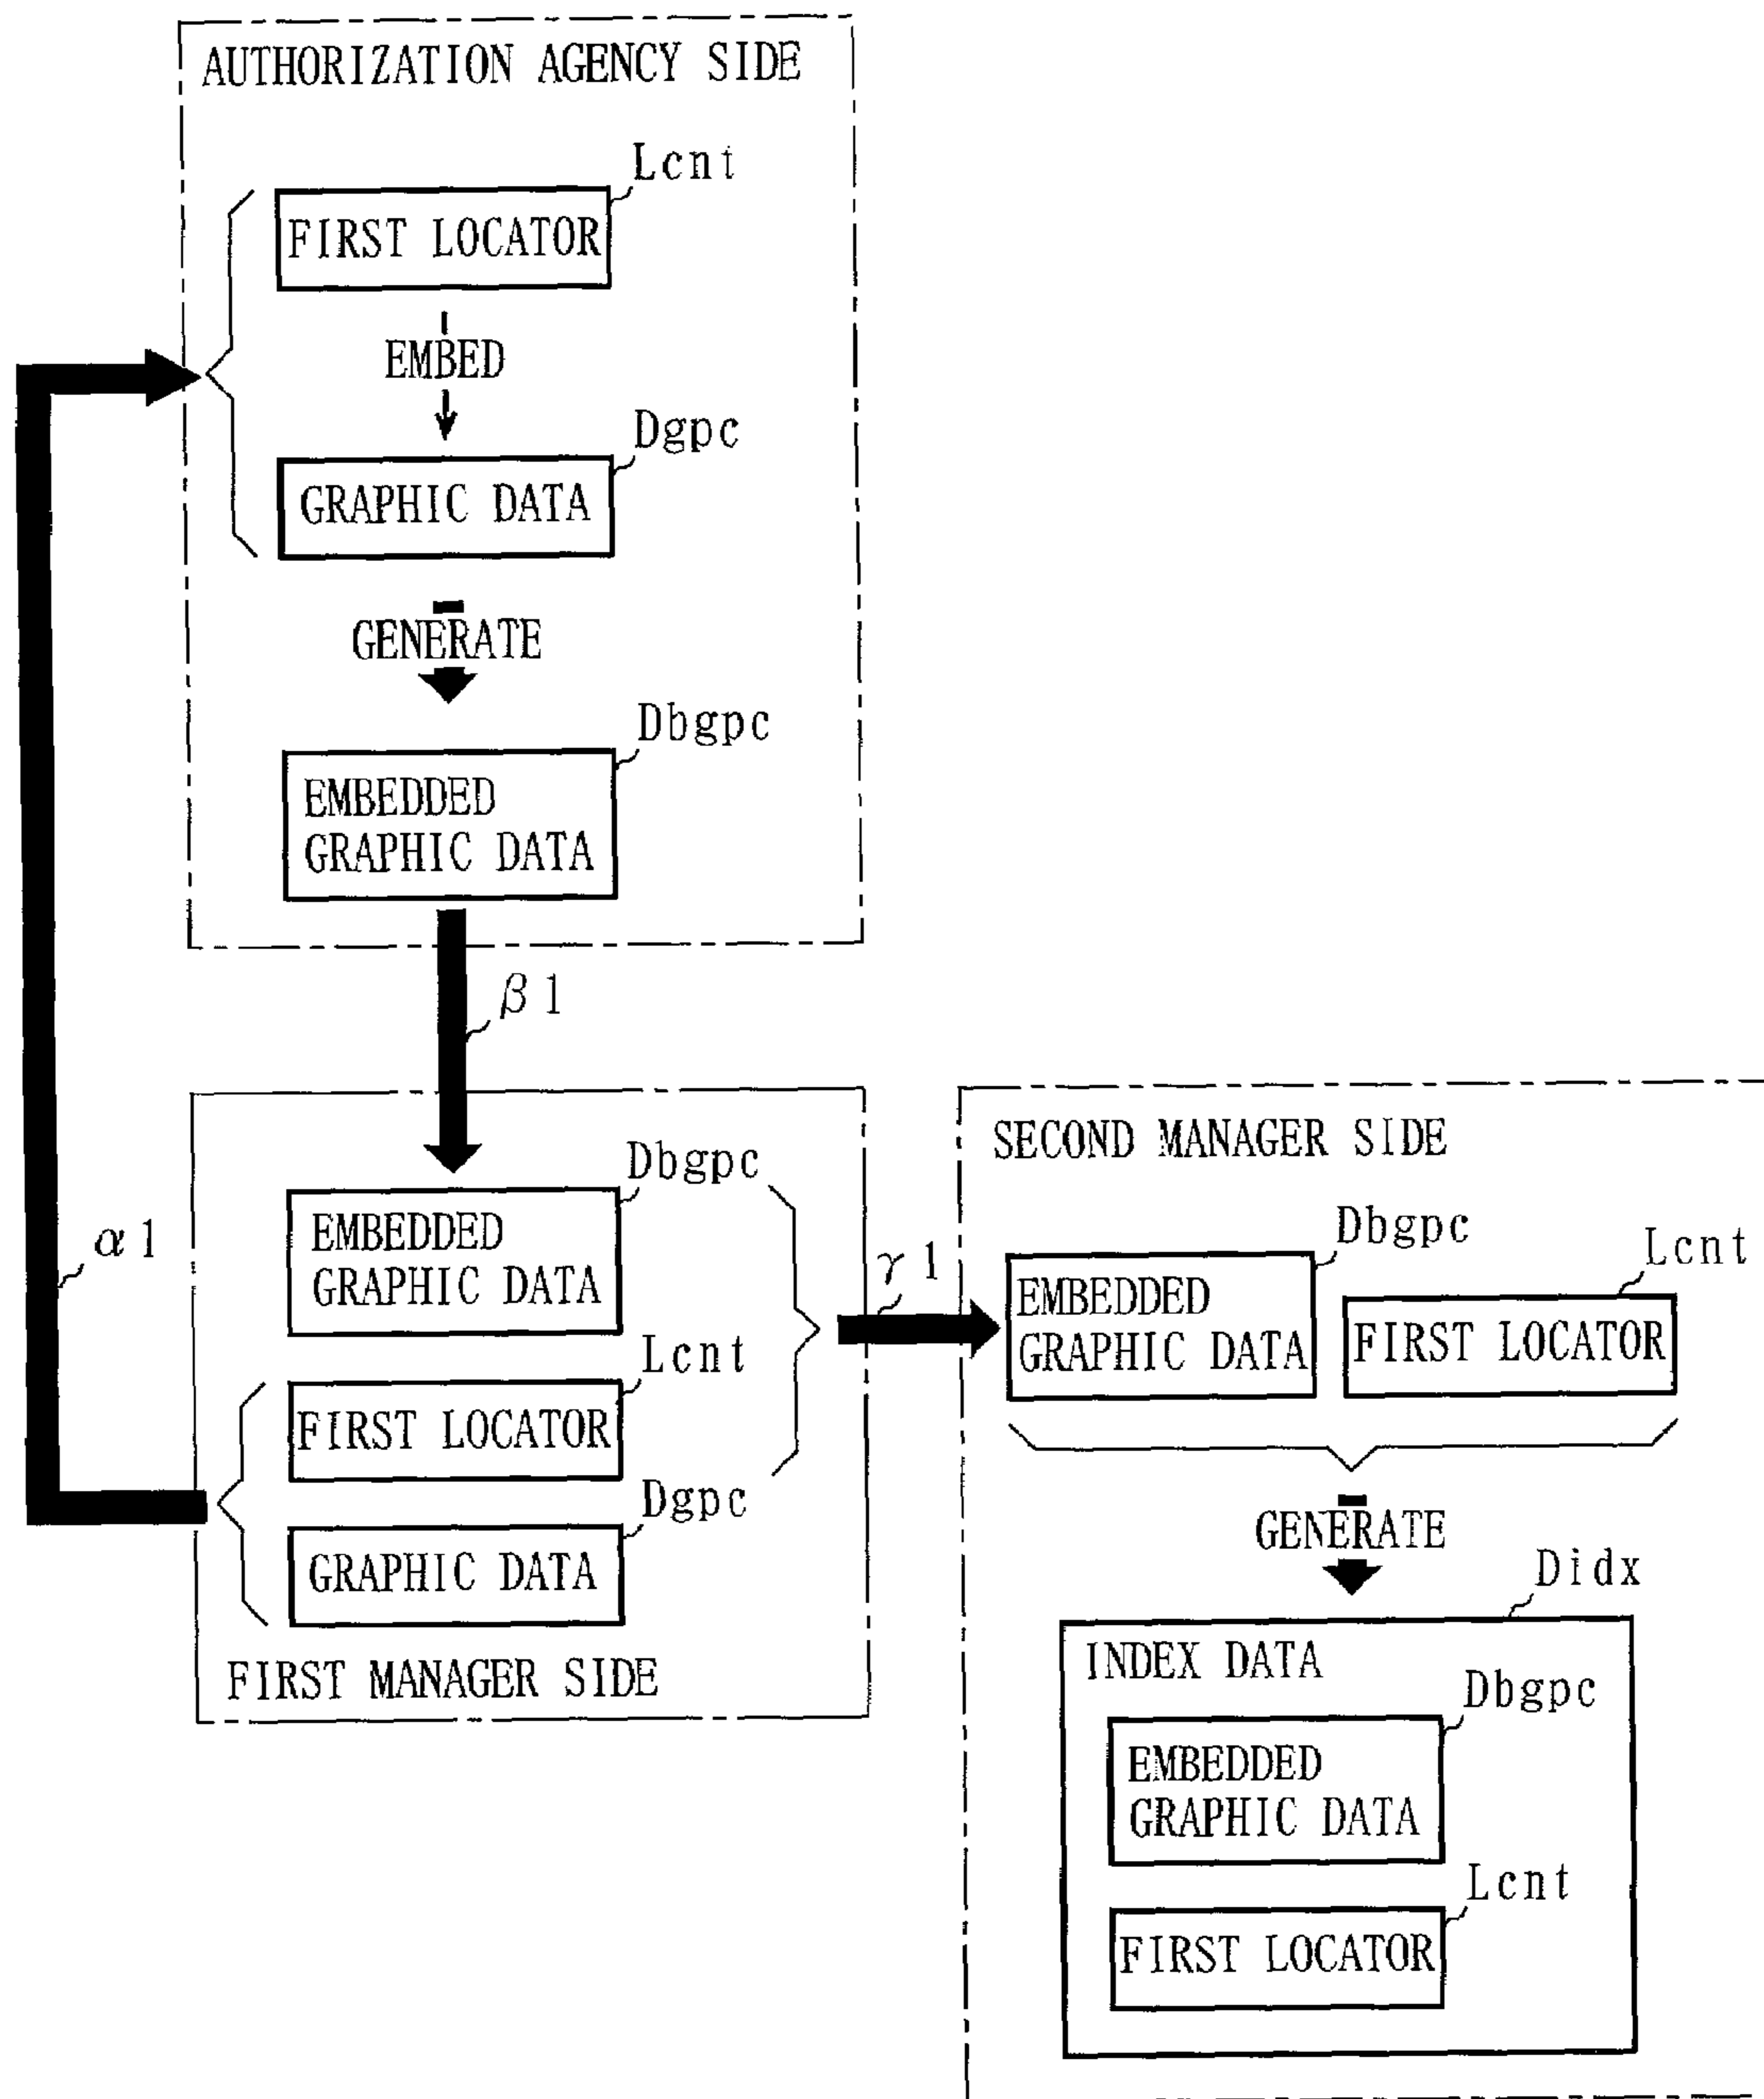 AUTHORIZATION AGENCY SIDE
Lcnt
FIRST LOCATOR
EMBED
Dgpc
GRAPHIC DATA
GENERATE
Dbgpc
EMBEDDED
GRAPHIC DATA
β1
α1
Dbgpc
EMBEDDED
GRAPHIC DATA
Lcnt
FIRST LOCATOR
Dgpc
GRAPHIC DATA
FIRST MANAGER SIDE
γ1
SECOND MANAGER SIDE
Dbgpc
EMBEDDED
GRAPHIC DATA
Lcnt
FIRST LOCATOR
GENERATE
Didx
INDEX DATA
Dbgpc
EMBEDDED
GRAPHIC DATA
Lcnt
FIRST LOCATOR